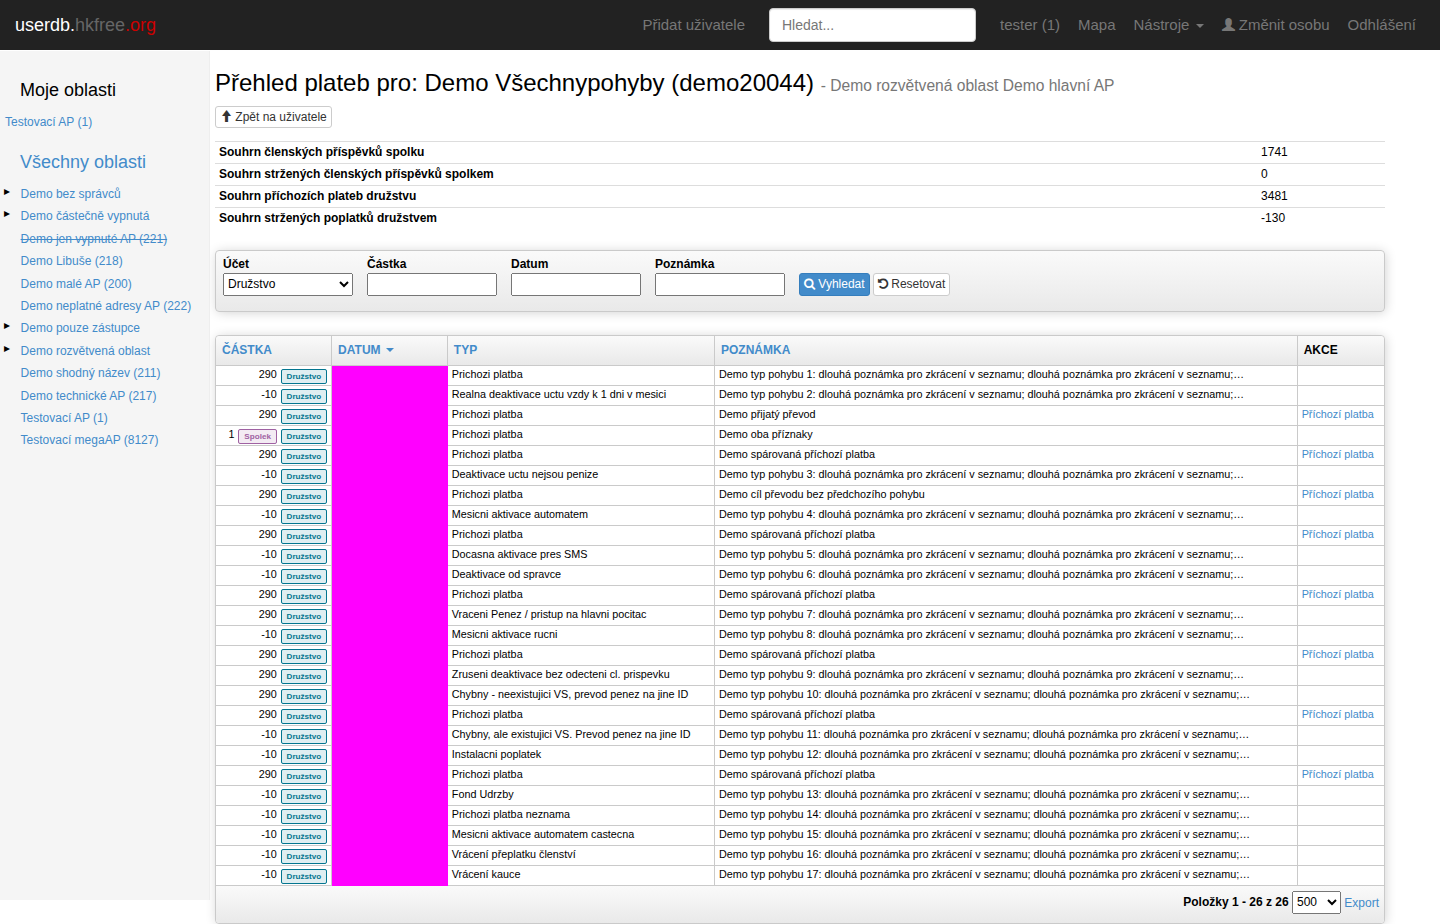 userdb.hkfree.org Přidat uživatele Hledat... tester (1) Mapa Nástroje Změnit osobu Odhlášení
Moje oblasti
Testovací AP (1)
Všechny oblasti
Demo bez správců
Demo částečně vypnutá
Demo jen vypnuté AP (221)
Demo Libuše (218)
Demo malé AP (200)
Demo neplatné adresy AP (222)
Demo pouze zástupce
Demo rozvětvená oblast
Demo shodný název (211)
Demo technické AP (217)
Testovací AP (1)
Testovací megaAP (8127)
Přehled plateb pro: Demo Všechnypohyby (demo20044) - Demo rozvětvená oblast Demo hlavní AP
Zpět na uživatele
Souhrn členských příspěvků spolku 1741
Souhrn stržených členských příspěvků spolkem 0
Souhrn příchozích plateb družstvu 3481
Souhrn stržených poplatků družstvem -130
Účet Částka Datum Poznámka
Družstvo Vyhledat Resetovat
ČÁSTKA DATUM TYP POZNÁMKA AKCE
290 Družstvo Prichozi platba Demo typ pohybu 1: dlouhá poznámka pro zkrácení v seznamu; dlouhá poznámka pro zkrácení v seznamu;…
-10 Družstvo Realna deaktivace uctu vzdy k 1 dni v mesici Demo typ pohybu 2: dlouhá poznámka pro zkrácení v seznamu; dlouhá poznámka pro zkrácení v seznamu;…
290 Družstvo Prichozi platba Demo přijatý převod Příchozí platba
1 Spolek Družstvo Prichozi platba Demo oba příznaky
290 Družstvo Prichozi platba Demo spárovaná příchozí platba Příchozí platba
-10 Družstvo Deaktivace uctu nejsou penize Demo typ pohybu 3: dlouhá poznámka pro zkrácení v seznamu; dlouhá poznámka pro zkrácení v seznamu;…
290 Družstvo Prichozi platba Demo cíl převodu bez předchozího pohybu Příchozí platba
-10 Družstvo Mesicni aktivace automatem Demo typ pohybu 4: dlouhá poznámka pro zkrácení v seznamu; dlouhá poznámka pro zkrácení v seznamu;…
290 Družstvo Prichozi platba Demo spárovaná příchozí platba Příchozí platba
-10 Družstvo Docasna aktivace pres SMS Demo typ pohybu 5: dlouhá poznámka pro zkrácení v seznamu; dlouhá poznámka pro zkrácení v seznamu;…
-10 Družstvo Deaktivace od spravce Demo typ pohybu 6: dlouhá poznámka pro zkrácení v seznamu; dlouhá poznámka pro zkrácení v seznamu;…
290 Družstvo Prichozi platba Demo spárovaná příchozí platba Příchozí platba
290 Družstvo Vraceni Penez / pristup na hlavni pocitac Demo typ pohybu 7: dlouhá poznámka pro zkrácení v seznamu; dlouhá poznámka pro zkrácení v seznamu;…
-10 Družstvo Mesicni aktivace rucni Demo typ pohybu 8: dlouhá poznámka pro zkrácení v seznamu; dlouhá poznámka pro zkrácení v seznamu;…
290 Družstvo Prichozi platba Demo spárovaná příchozí platba Příchozí platba
290 Družstvo Zruseni deaktivace bez odecteni cl. prispevku Demo typ pohybu 9: dlouhá poznámka pro zkrácení v seznamu; dlouhá poznámka pro zkrácení v seznamu;…
290 Družstvo Chybny - neexistujici VS, prevod penez na jine ID Demo typ pohybu 10: dlouhá poznámka pro zkrácení v seznamu; dlouhá poznámka pro zkrácení v seznamu;…
290 Družstvo Prichozi platba Demo spárovaná příchozí platba Příchozí platba
-10 Družstvo Chybny, ale existujici VS. Prevod penez na jine ID Demo typ pohybu 11: dlouhá poznámka pro zkrácení v seznamu; dlouhá poznámka pro zkrácení v seznamu;…
-10 Družstvo Instalacni poplatek Demo typ pohybu 12: dlouhá poznámka pro zkrácení v seznamu; dlouhá poznámka pro zkrácení v seznamu;…
290 Družstvo Prichozi platba Demo spárovaná příchozí platba Příchozí platba
-10 Družstvo Fond Udrzby Demo typ pohybu 13: dlouhá poznámka pro zkrácení v seznamu; dlouhá poznámka pro zkrácení v seznamu;…
-10 Družstvo Prichozi platba neznama Demo typ pohybu 14: dlouhá poznámka pro zkrácení v seznamu; dlouhá poznámka pro zkrácení v seznamu;…
-10 Družstvo Mesicni aktivace automatem castecna Demo typ pohybu 15: dlouhá poznámka pro zkrácení v seznamu; dlouhá poznámka pro zkrácení v seznamu;…
-10 Družstvo Vrácení přeplatku členství Demo typ pohybu 16: dlouhá poznámka pro zkrácení v seznamu; dlouhá poznámka pro zkrácení v seznamu;…
-10 Družstvo Vrácení kauce Demo typ pohybu 17: dlouhá poznámka pro zkrácení v seznamu; dlouhá poznámka pro zkrácení v seznamu;…
Položky 1 - 26 z 26 500 Export